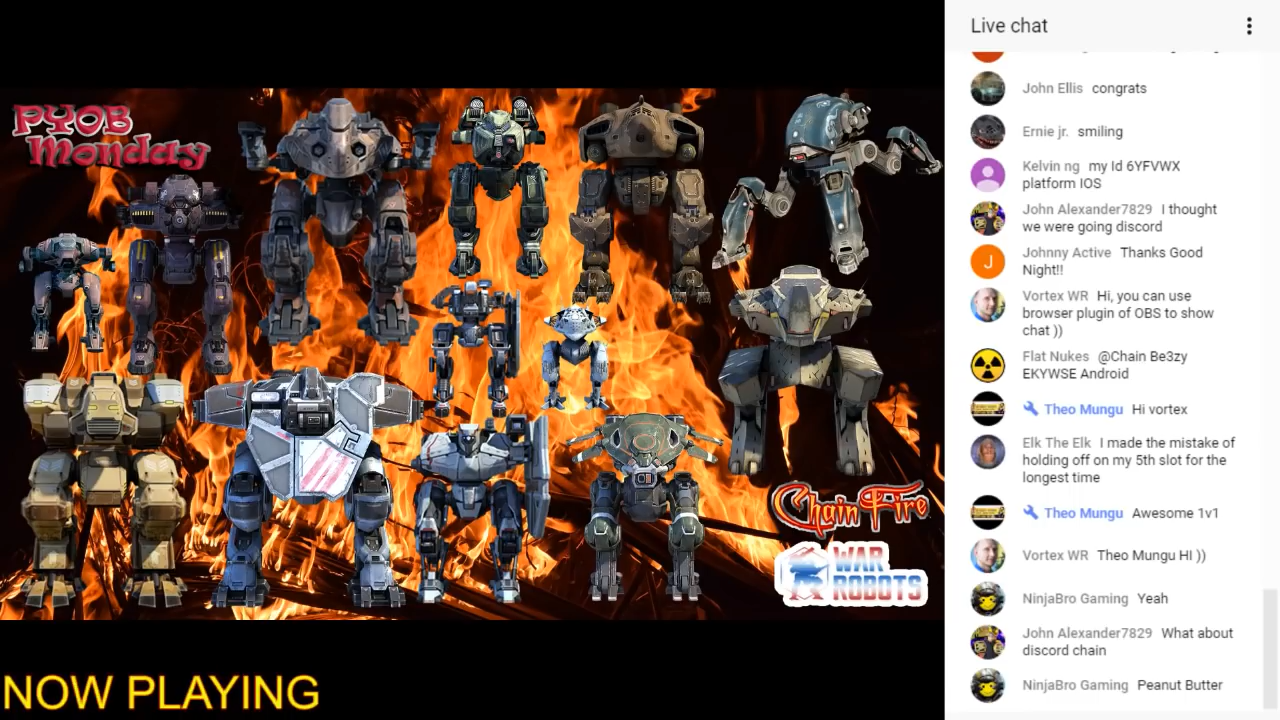 PYOB
Monday
Chain Fire
WAR
ROBOTS
NOW PLAYING
Live chat
John Ellis congrats
Ernie jr. smiling
Kelvin ng my Id 6YFVWX
platform IOS
John Alexander7829 I thought
we were going discord
J
Johnny Active Thanks Good
Night!!
Vortex WR Hi, you can use
browser plugin of OBS to show
chat ))
Flat Nukes @Chain Be3zy
EKYWSE Android
Theo Mungu Hi vortex
Elk The Elk I made the mistake of
holding off on my 5th slot for the
longest time
Theo Mungu Awesome 1v1
Vortex WR Theo Mungu HI ))
NinjaBro Gaming Yeah
John Alexander7829 What about
discord chain
NinjaBro Gaming Peanut Butter